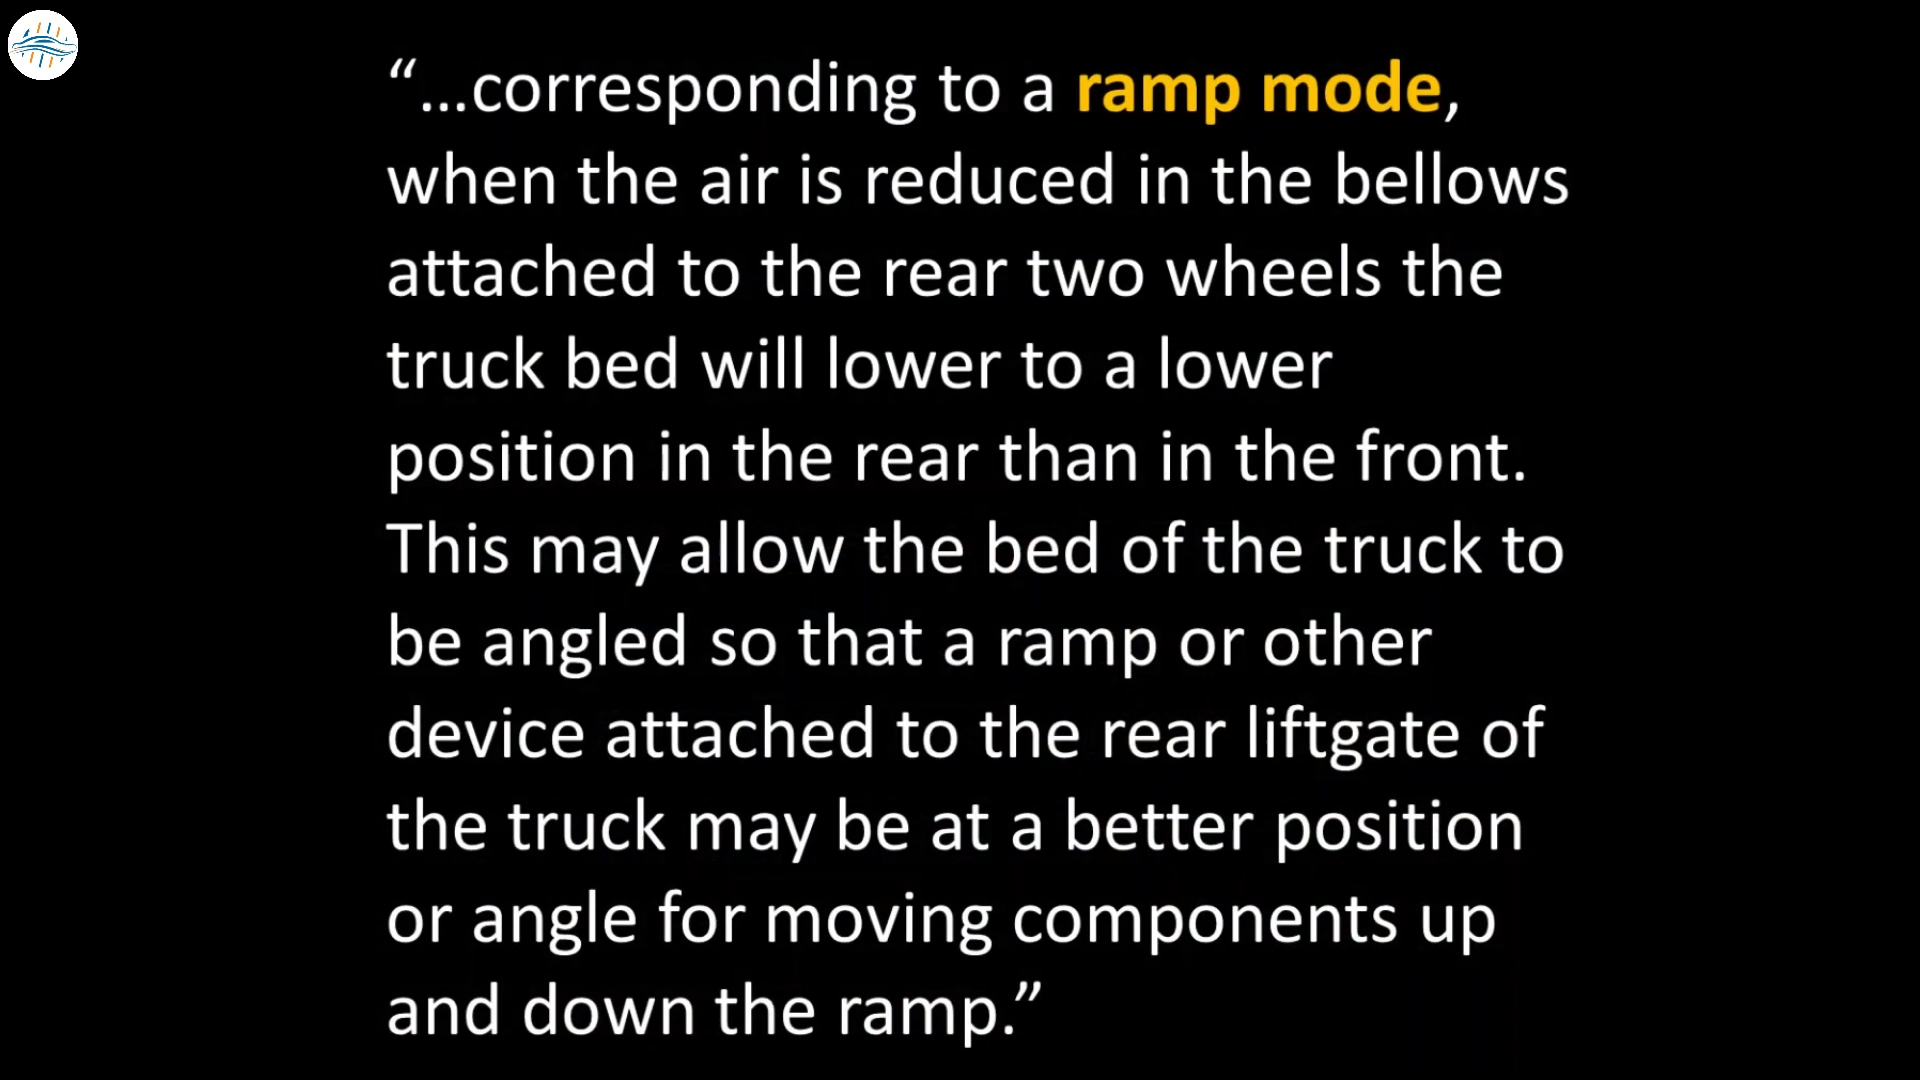 “…corresponding to a ramp mode,
when the air is reduced in the bellows
attached to the rear two wheels the
truck bed will lower to a lower
position in the rear than in the front.
This may allow the bed of the truck to
be angled so that a ramp or other
device attached to the rear liftgate of
the truck may be at a better position
or angle for moving components up
and down the ramp.”